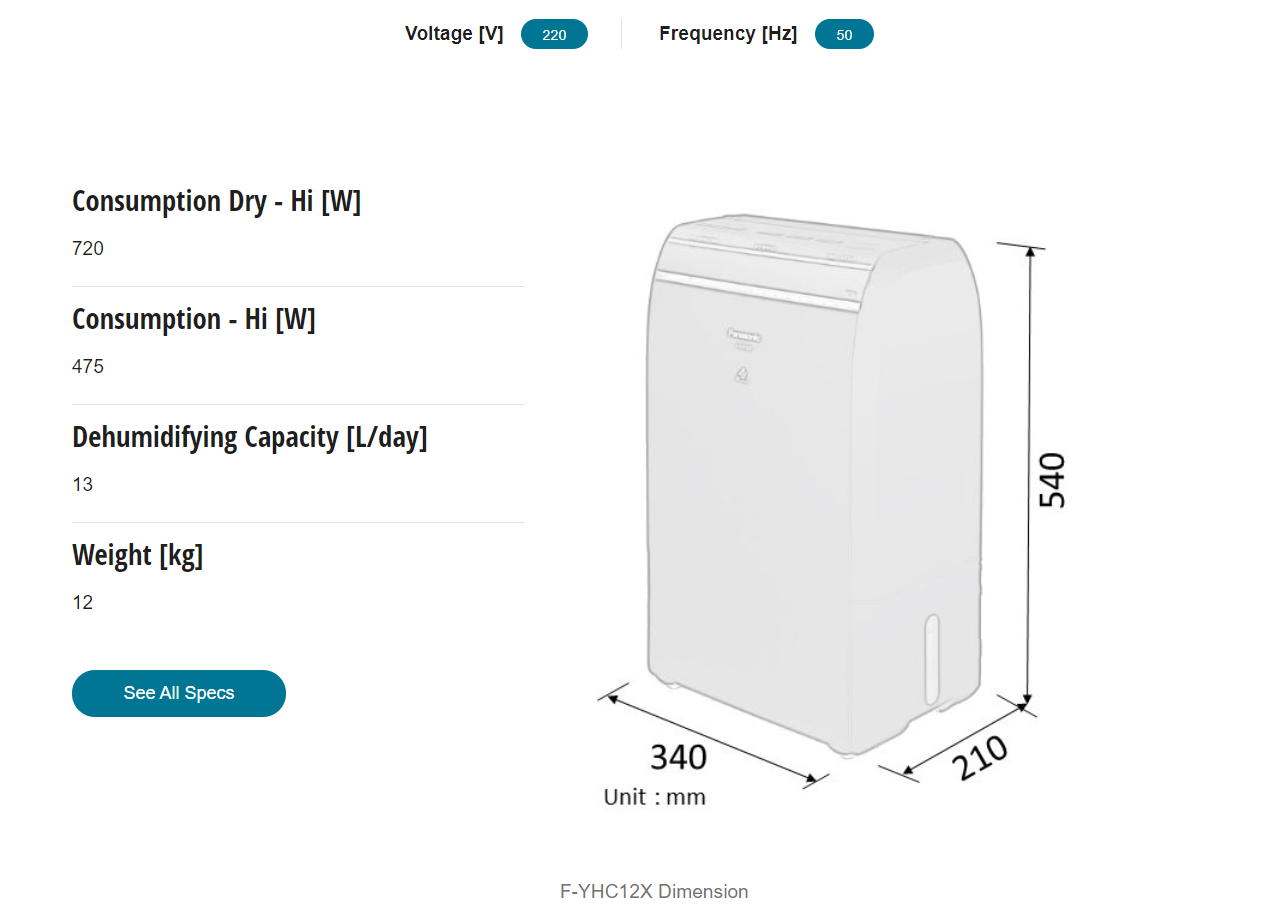 Voltage [V] 220 Frequency [Hz] 50
Consumption Dry - Hi [W]
720
Consumption - Hi [W]
475
Dehumidifying Capacity [L/day]
13
Weight [kg]
12
See All Specs
Panasonic
540
340
210
Unit : mm
F-YHC12X Dimension